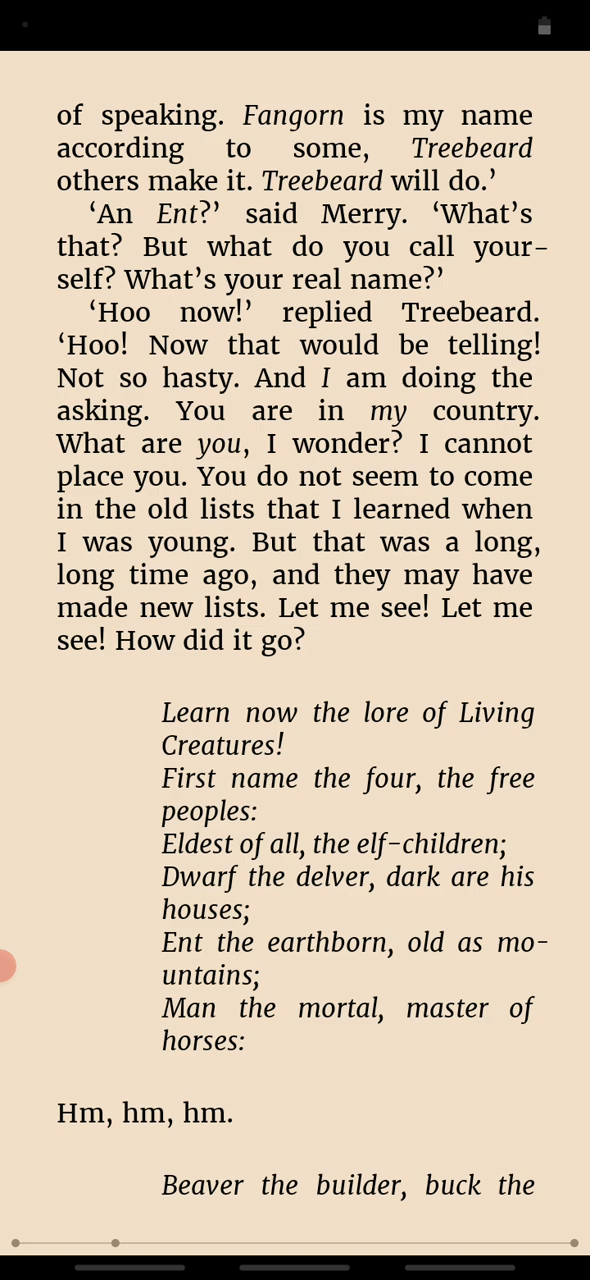 of speaking. Fangorn is my name
according to some, Treebeard
others make it. Treebeard will do.’
‘An Ent?’ said Merry. ‘What’s
that? But what do you call your-
self? What’s your real name?’
‘Hoo now!’ replied Treebeard.
‘Hoo! Now that would be telling!
Not so hasty. And I am doing the
asking. You are in my country.
What are you, I wonder? I cannot
place you. You do not seem to come
in the old lists that I learned when
I was young. But that was a long,
long time ago, and they may have
made new lists. Let me see! Let me
see! How did it go?
Learn now the lore of Living
Creatures!
First name the four, the free
peoples:
Eldest of all, the elf-children;
Dwarf the delver, dark are his
houses;
Ent the earthborn, old as mo-
untains;
Man the mortal, master of
horses:
Hm, hm, hm.
Beaver the builder, buck the